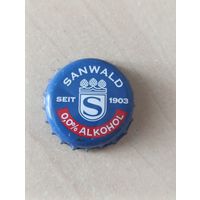 SANWALD
SEIT 1903
S
0,0% ALKOHOL